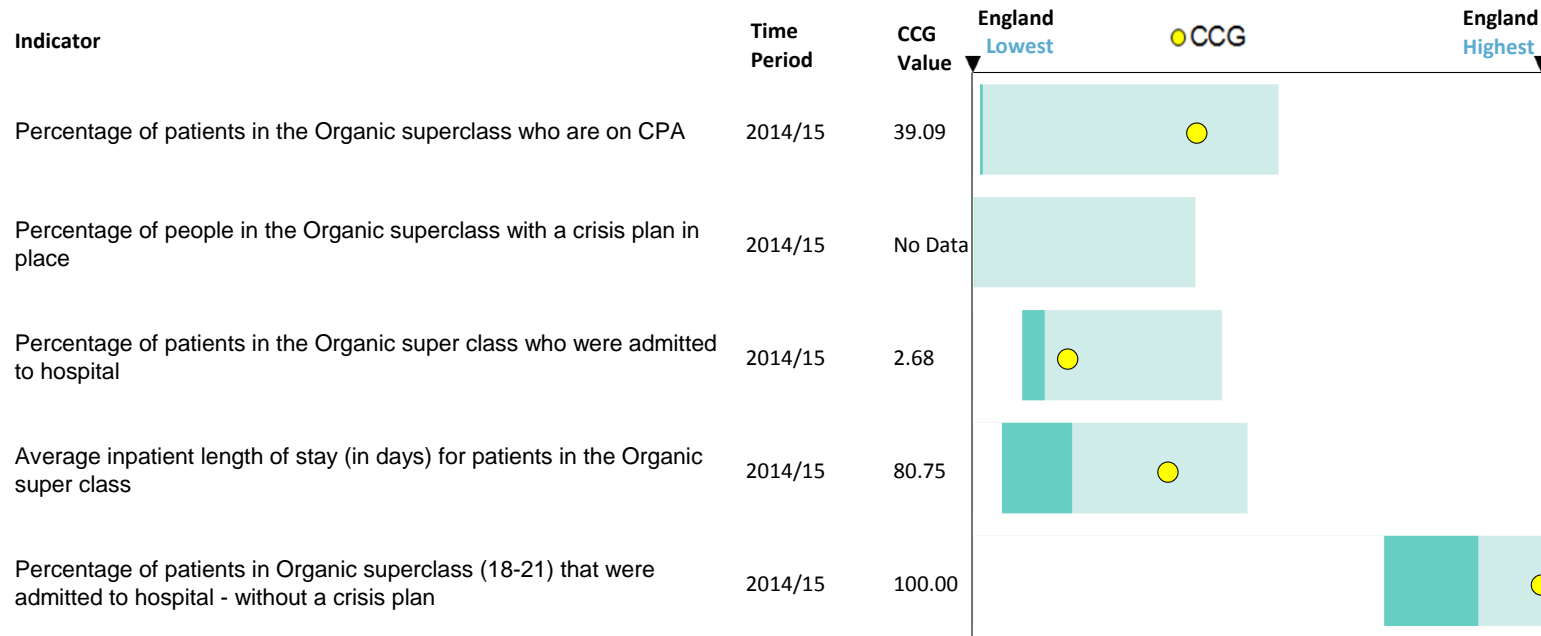 Indicator
Time Period
CCG Value
England Lowest
CCG
England Highest
Percentage of patients in the Organic superclass who are on CPA
2014/15
39.09
Percentage of people in the Organic superclass with a crisis plan in
place
2014/15
No Data
Percentage of patients in the Organic super class who were admitted
to hospital
2014/15
2.68
Average inpatient length of stay (in days) for patients in the Organic
super class
2014/15
80.75
Percentage of patients in Organic superclass (18-21) that were
admitted to hospital - without a crisis plan
2014/15
100.00